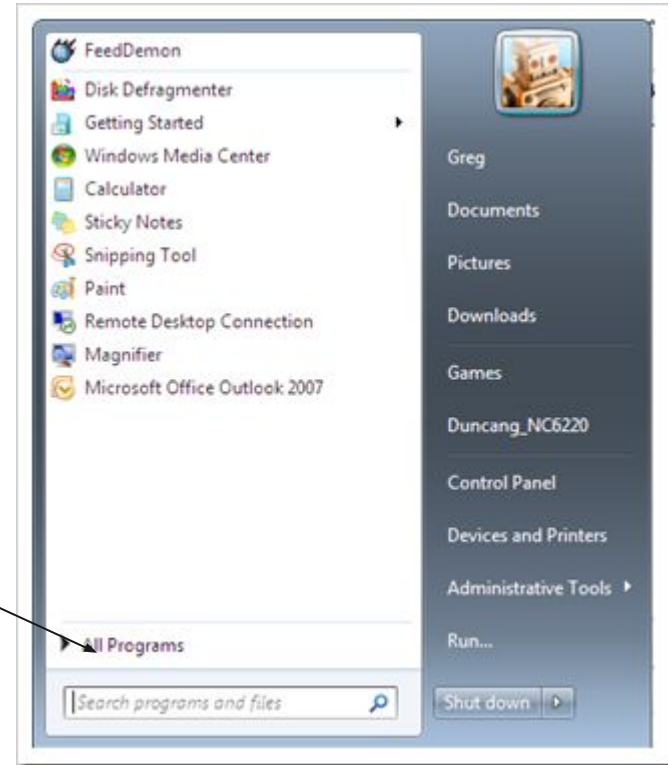 FeedDemon
Disk Defragmenter
Getting Started
Windows Media Center
Calculator
Sticky Notes
Snipping Tool
Paint
Remote Desktop Connection
Magnifier
Microsoft Office Outlook 2007
All Programs
Search programs and files
Greg
Documents
Pictures
Downloads
Games
Duncang_NC6220
Control Panel
Devices and Printers
Administrative Tools
Run...
Shut down